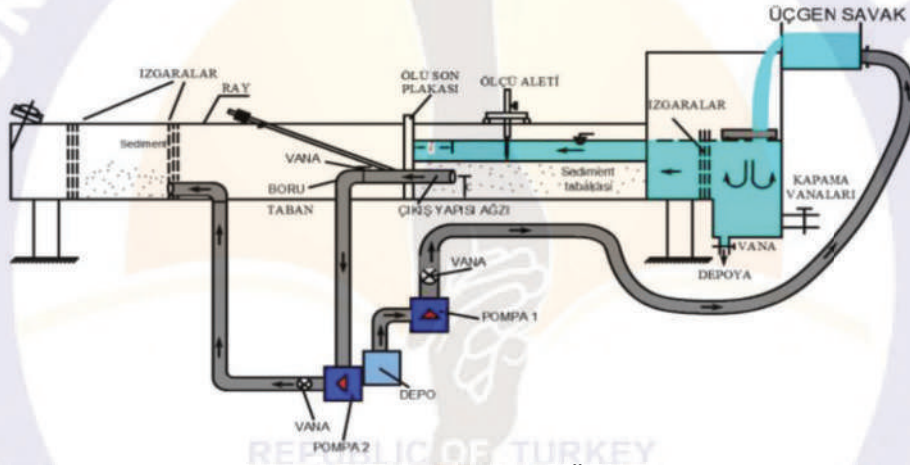 ÜÇGEN SAVAK
IZGARALAR
RAY
ÖLÜ SON
PLAKASI
ÖLÇÜ ALETİ
IZGARALAR
Sediment
VANA
BORU
TABAN
Sediment
tabakası
ÇIKIŞ YAPISI AĞZI
KAPAMA
VANALARI
VANA
DEPOYA
VANA
POMPA 1
DEPO
VANA
POMPA 2
REPUBLIC OF TURKEY